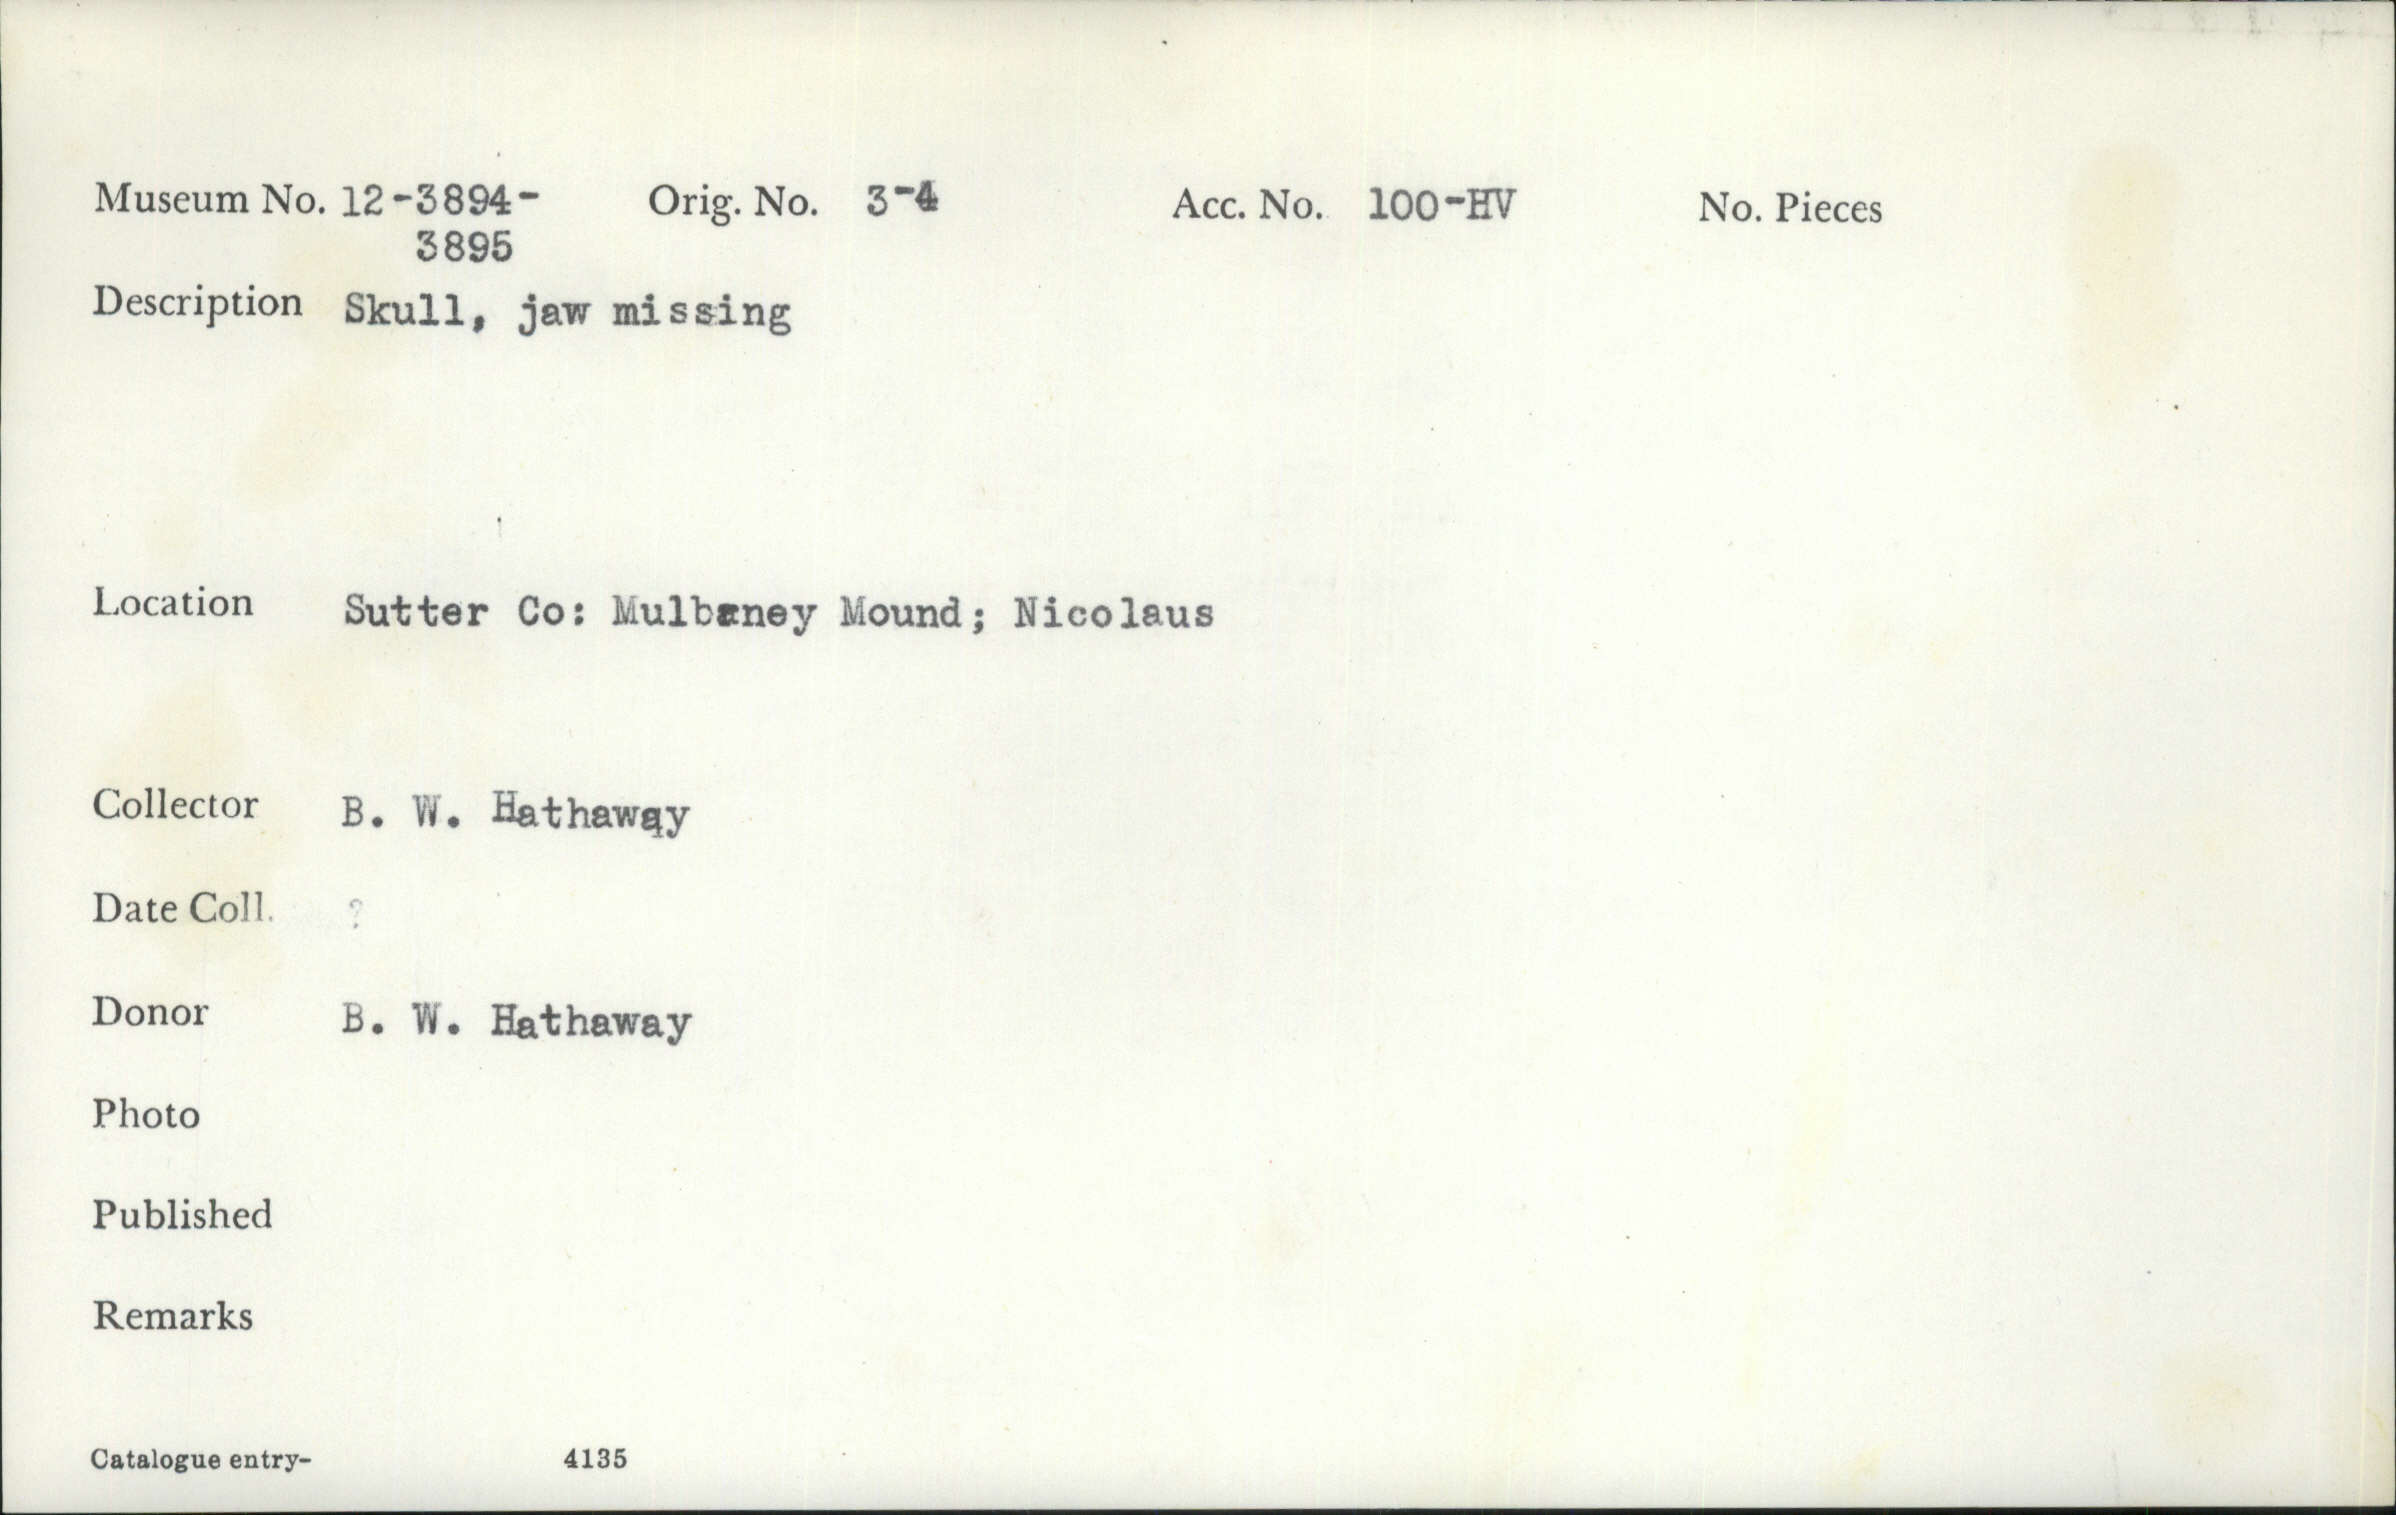 Museum No. 12-3894- Orig. No. 3-4 Acc. No. 100-HV No. Pieces
3895
Description Skull, jaw missing
Location Sutter Co: Mulbaney Mound; Nicolaus
Collector B. W. Hathaway
Date Coll. ?
Donor B. W. Hathaway
Photo
Published
Remarks
Catalogue entry- 4135